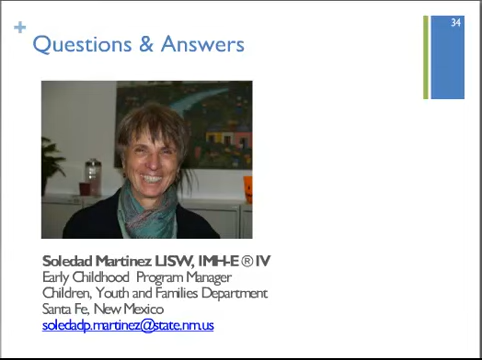 34
+ Questions & Answers
Soledad Martinez LISW, IMH-E ® IV
Early Childhood Program Manager
Children, Youth and Families Department
Santa Fe, New Mexico
soledadp.martinez@state.nm.us